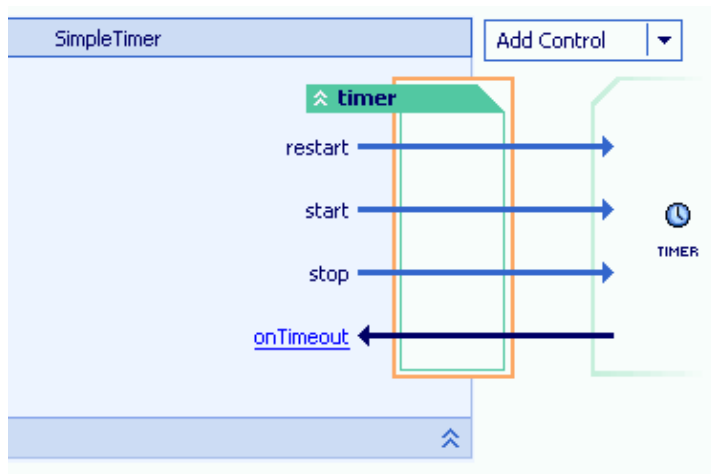 SimpleTimer
Add Control
timer
restart
start
stop
onTimeout
TIMER